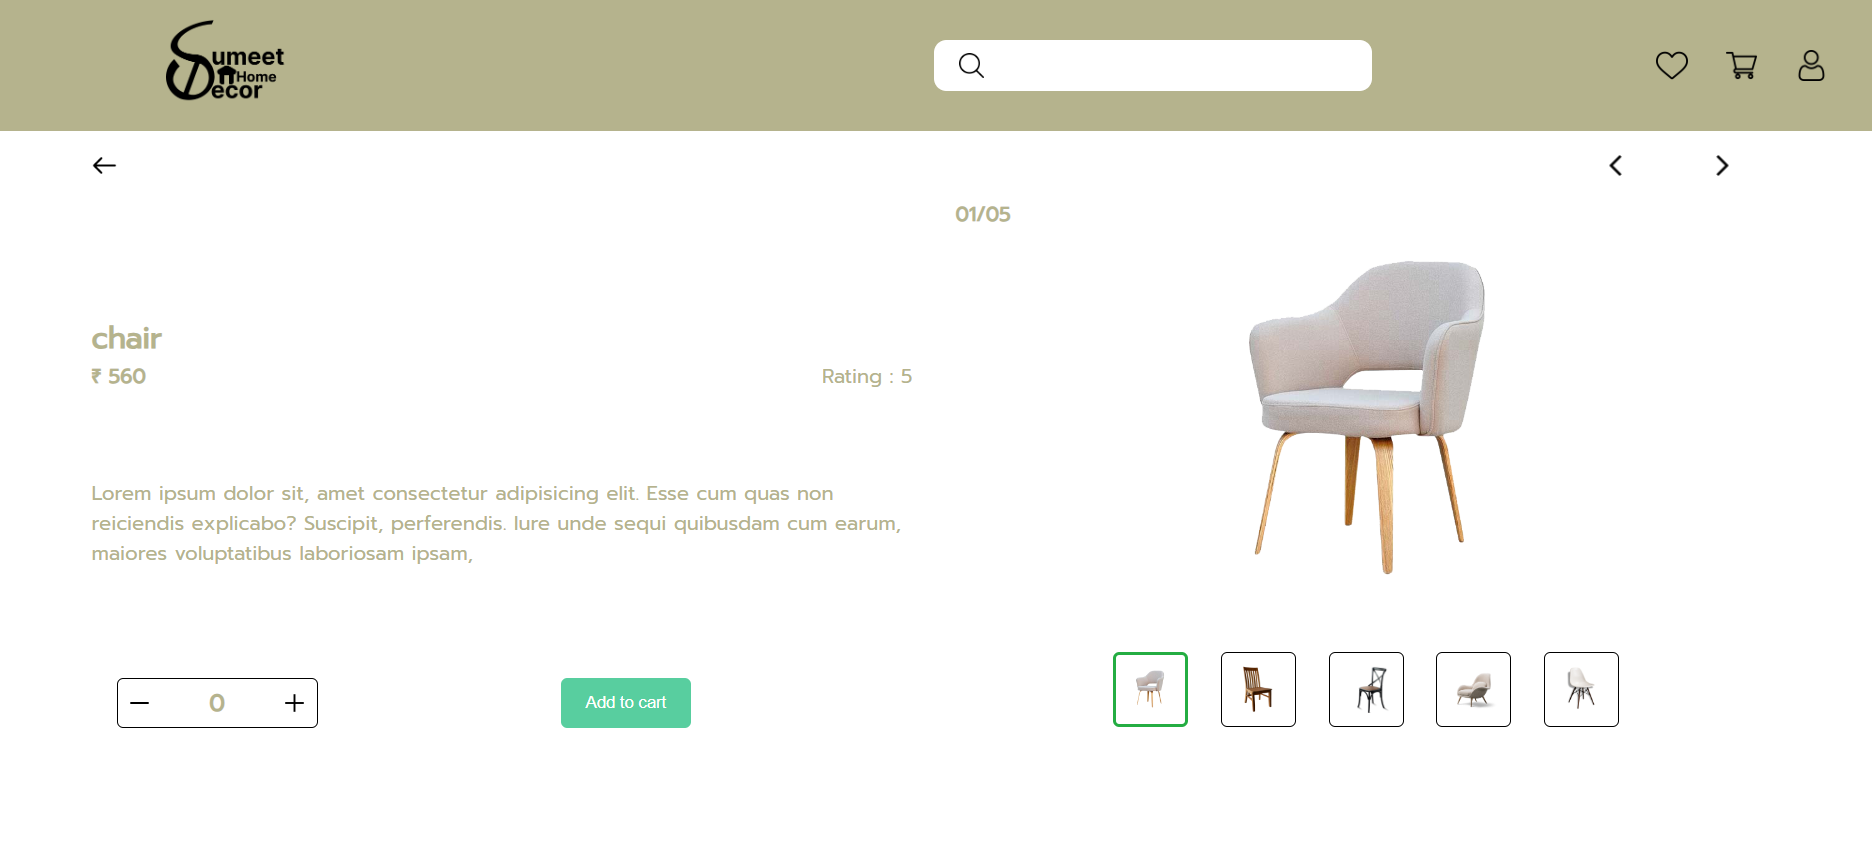 Sumeet
Home
Decor
01/05
chair
₹ 560
Rating : 5
Lorem ipsum dolor sit, amet consectetur adipisicing elit. Esse cum quas non
reiciendis explicabo? Suscipit, perferendis. Iure unde sequi quibusdam cum earum,
maiores voluptatibus laboriosam ipsam,
0
Add to cart